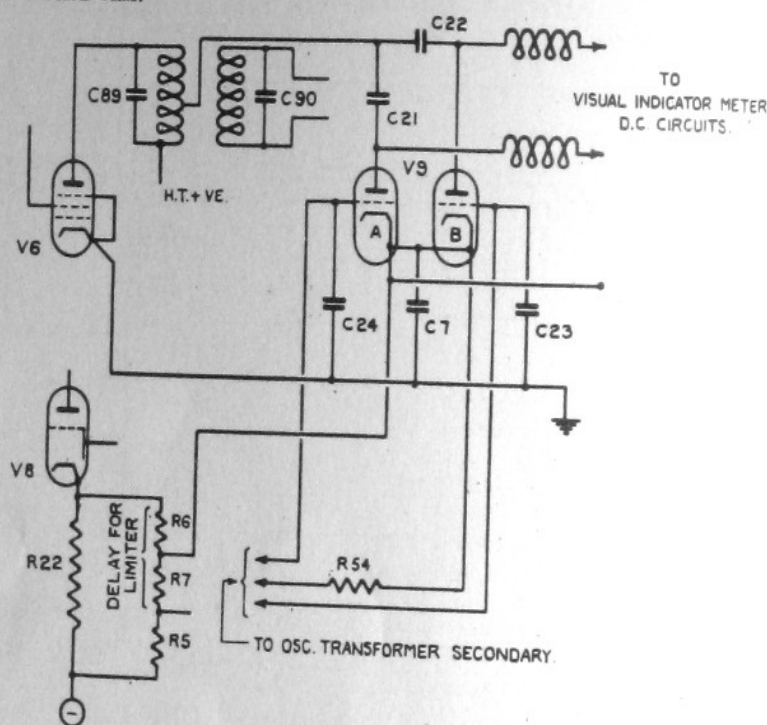 C22
C89
C90
C21
TO
VISUAL INDICATOR METER
D.C. CIRCUITS.
V9
H.T. + VE.
V6
A
B
C24
C7
C23
V8
DELAY FOR
LIMITER
R6
R22
R7
R54
R5
TO OSC. TRANSFORMER SECONDARY.